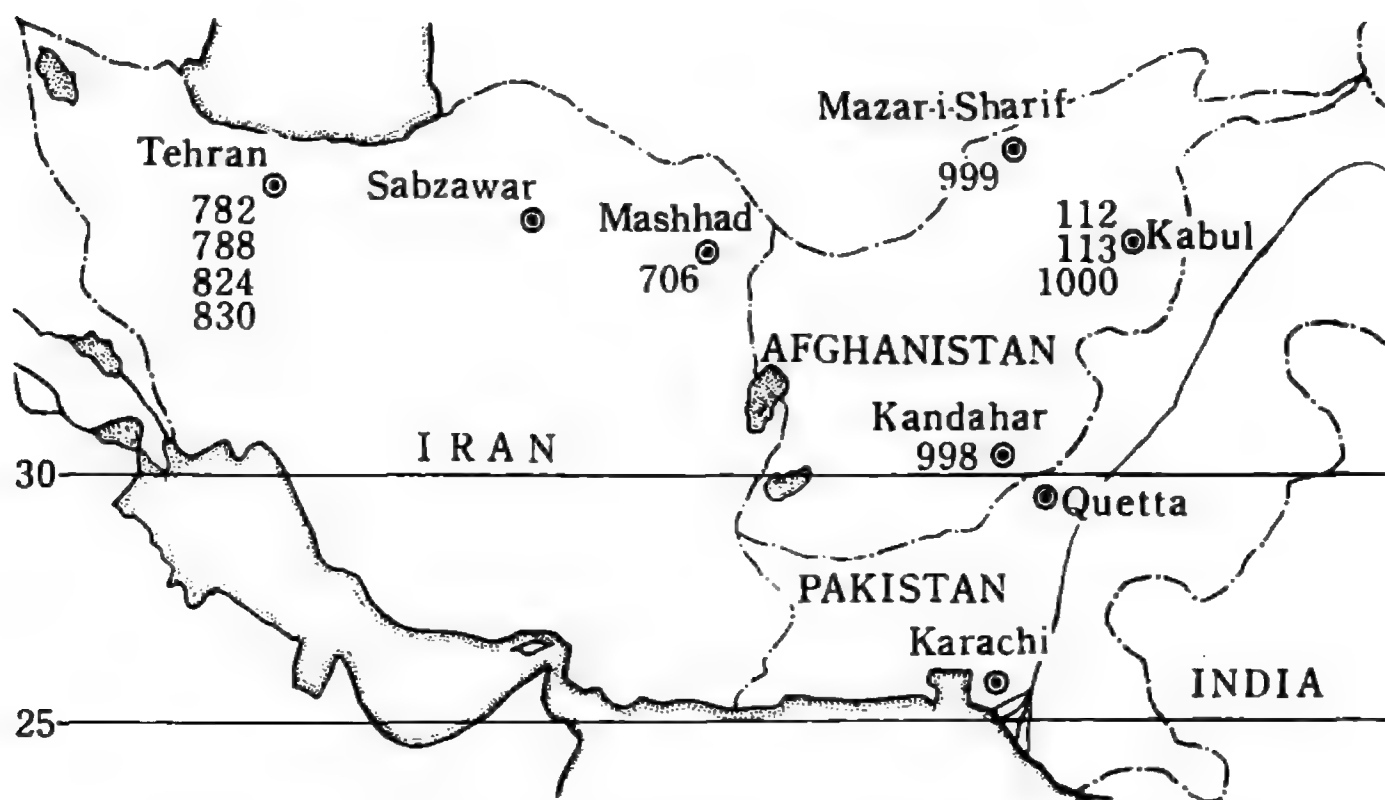 Mazar-i-Sharif
999
Tehran
782
788
824
830
Sabzawar
Mashhad
706
112
113
1000
Kabul
AFGHANISTAN
Kandahar
998
IRAN
30
Quetta
PAKISTAN
Karachi
INDIA
25